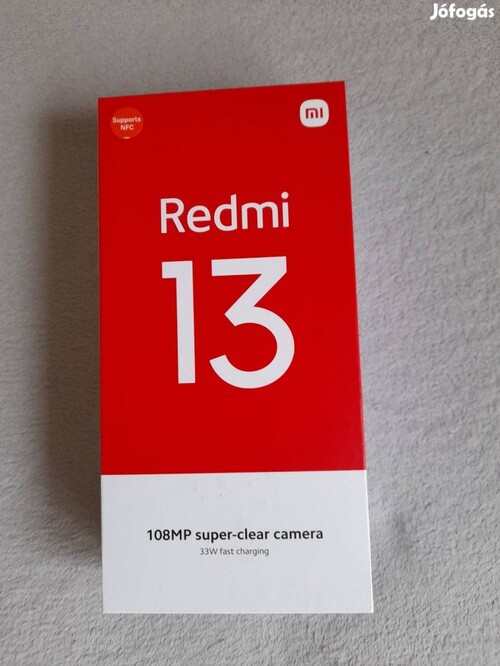 Jófogás
Supports
NFC
mi
Redmi
13
108MP super-clear camera
33W fast charging